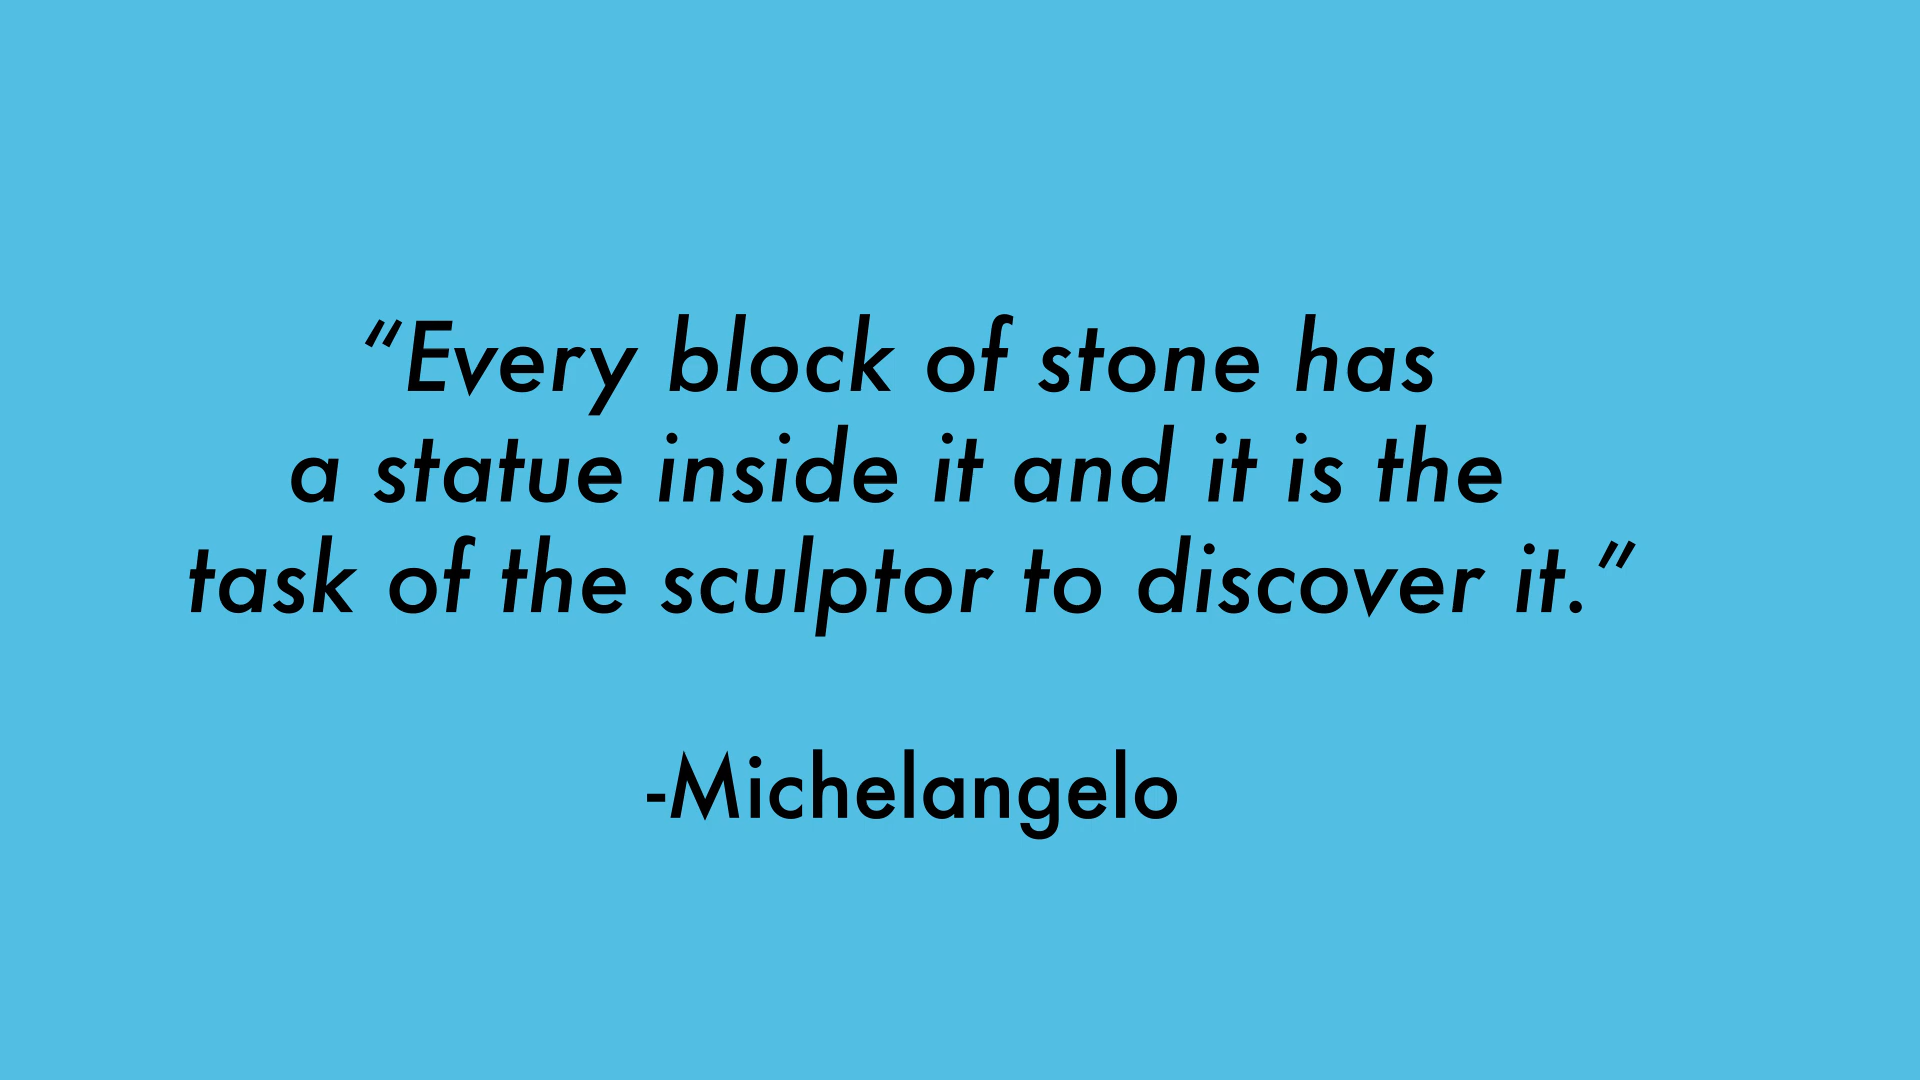 “Every block of stone has
a statue inside it and it is the
task of the sculptor to discover it.”
-Michelangelo